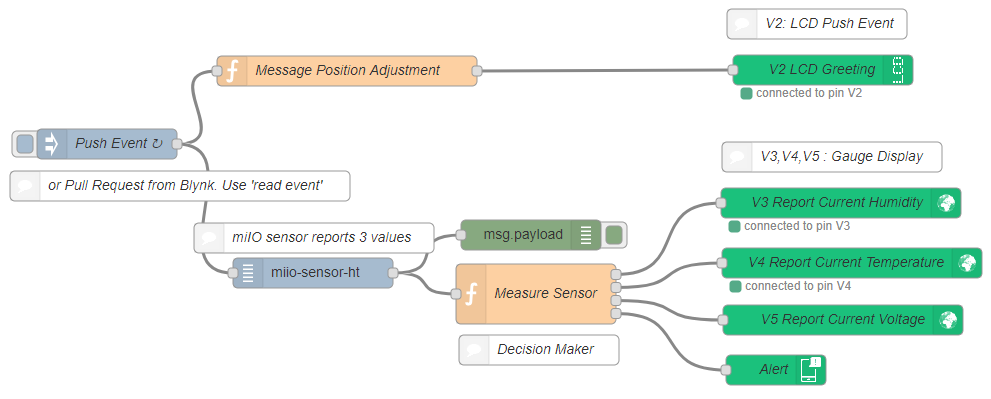 V2: LCD Push Event
Message Position Adjustment
V2 LCD Greeting
connected to pin V2
Push Event ↻
V3,V4,V5 : Gauge Display
or Pull Request from Blynk. Use 'read event'
V3 Report Current Humidity
connected to pin V3
miIO sensor reports 3 values
msg.payload
miio-sensor-ht
V4 Report Current Temperature
connected to pin V4
Measure Sensor
V5 Report Current Voltage
Decision Maker
Alert